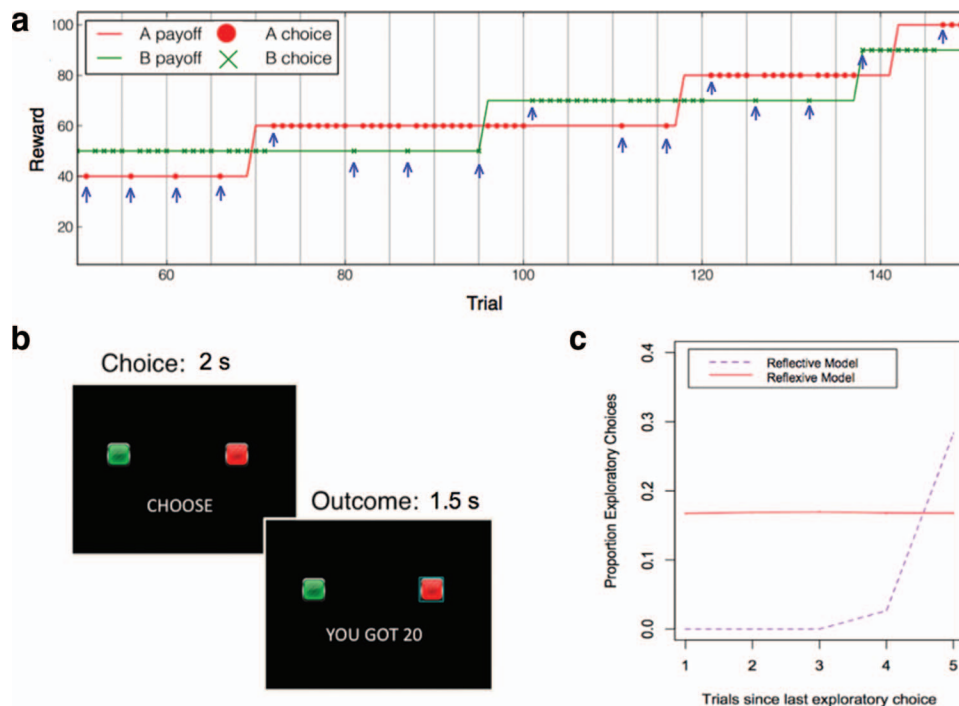 a
100
80
60
40
20
Reward
A payoff
A choice
B payoff
B choice
60
80
100
120
140
Trial
b
Choice: 2 s
CHOOSE
Outcome: 1.5 s
YOU GOT 20
c
Reflective Model
Reflexive Model
Proportion Exploratory Choices
0.4
0.3
0.2
0.1
0.0
1
2
3
4
5
Trials since last exploratory choice